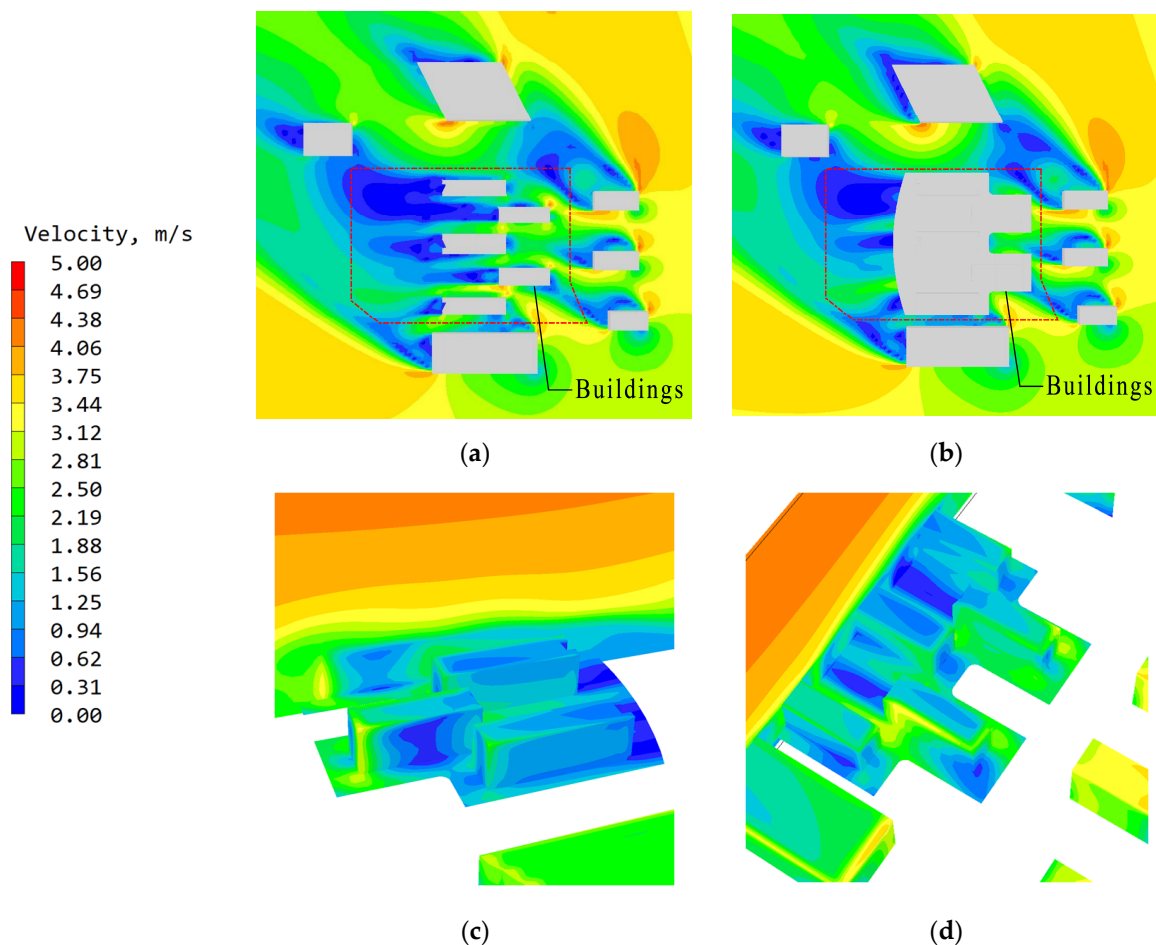 Velocity, m/s
5.00
4.69
4.38
4.06
3.75
3.44
3.12
2.81
2.50
2.19
1.88
1.56
1.25
0.94
0.62
0.31
0.00
Buildings
(a)
Buildings
(b)
(c)
(d)